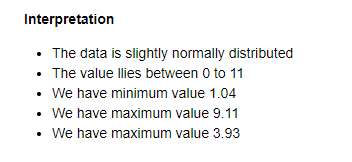 Interpretation
• The data is slightly normally distributed
• The value llies between 0 to 11
• We have minimum value 1.04
• We have maximum value 9.11
• We have maximum value 3.93